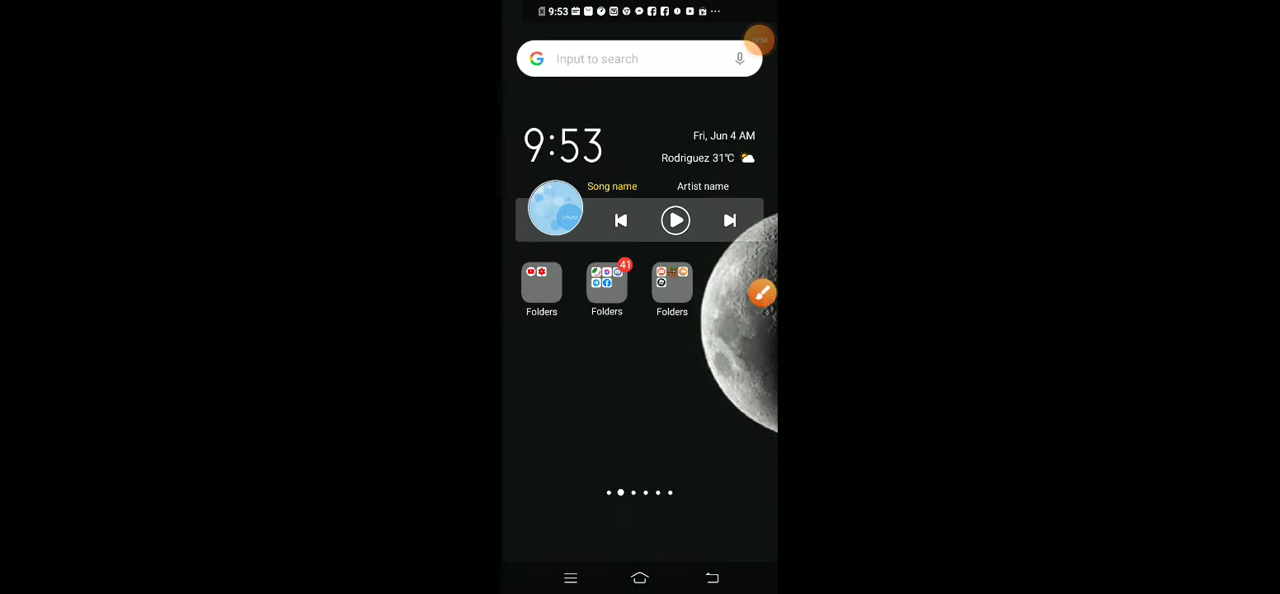 9:53
Input to search
9:53
Fri, Jun 4 AM
Rodriguez 31℃
Song name Artist name
vivo
41
Folders Folders Folders